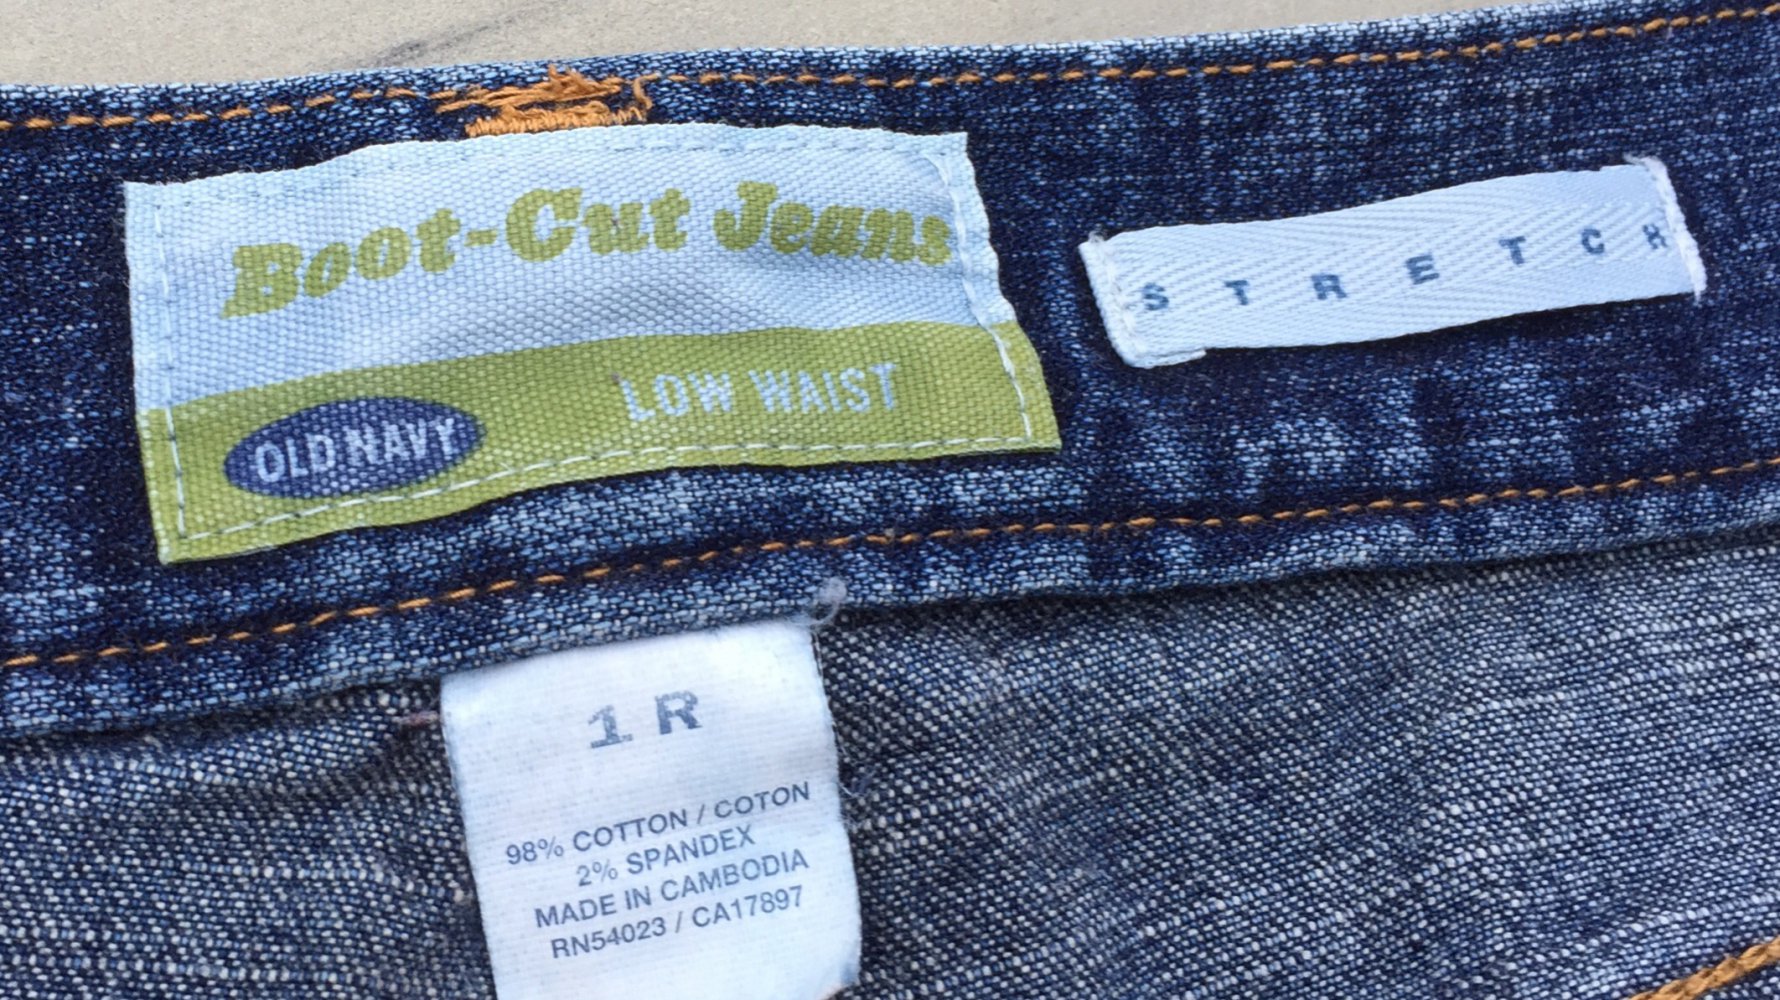 Boot-Cut Jeans
LOW WAIST
OLD NAVY
STRETCH
1 R
98% COTTON / COTON
2% SPANDEX
MADE IN CAMBODIA
RN54023 / CA17897